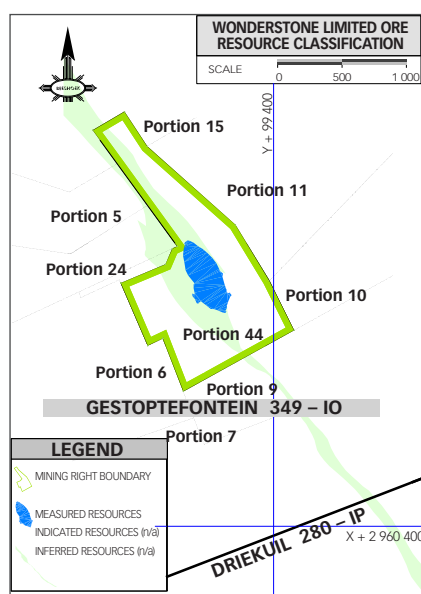 WONDERSTONE LIMITED ORE
RESOURCE CLASSIFICATION
SCALE
0 500 1 000
Y + 99 400
Portion 15
Portion 11
Portion 5
Portion 24
Portion 10
Portion 44
Portion 6
Portion 9
GESTOPTEFONTEIN 349 – IO
Portion 7
LEGEND
MINING RIGHT BOUNDARY
MEASURED RESOURCES
INDICATED RESOURCES (n/a)
INFERRED RESOURCES (n/a)
X + 2 960 400
DRIEKUIL 280 – IP